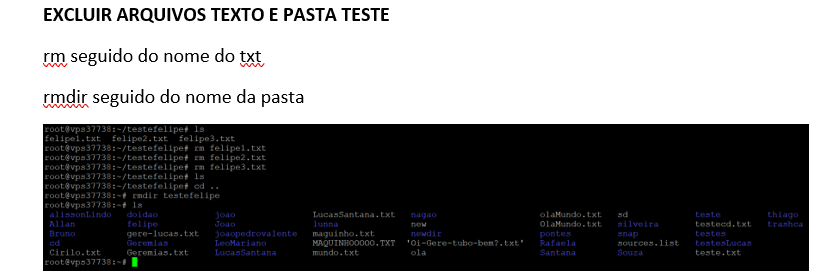 EXCLUIR ARQUIVOS TEXTO E PASTA TESTE
rm seguido do nome do txt
rmdir seguido do nome da pasta
root@vps37738:~/testefelipe# ls
felipe1.txt felipe2.txt felipe3.txt
root@vps37738:~/testefelipe# rm felipe1.txt
root@vps37738:~/testefelipe# rm felipe2.txt
root@vps37738:~/testefelipe# rm felipe3.txt
root@vps37738:~/testefelipe# ls
root@vps37738:~/testefelipe# cd ..
root@vps37738:~# rmdir testefelipe
root@vps37738:~# ls
alissonLindo doidao joao LucasSantana.txt nagao olaMundo.txt sd teste thiago
Allan felipe Joao lunna new OlaMundo.txt silveira testecd.txt trashca
Bruno gere-lucas.txt joaopedrovalente maquinho.txt newdir pontes snap testes
cd Geremias LeoMariano MAQUINHOOOOO.TXT 'Oi-Gere-tubo-bem?.txt' Rafaela sources.list testesLucas
Cirilo.txt Geremias.txt LucasSantana mundo.txt ola Santana Souza teste.txt
root@vps37738:~#